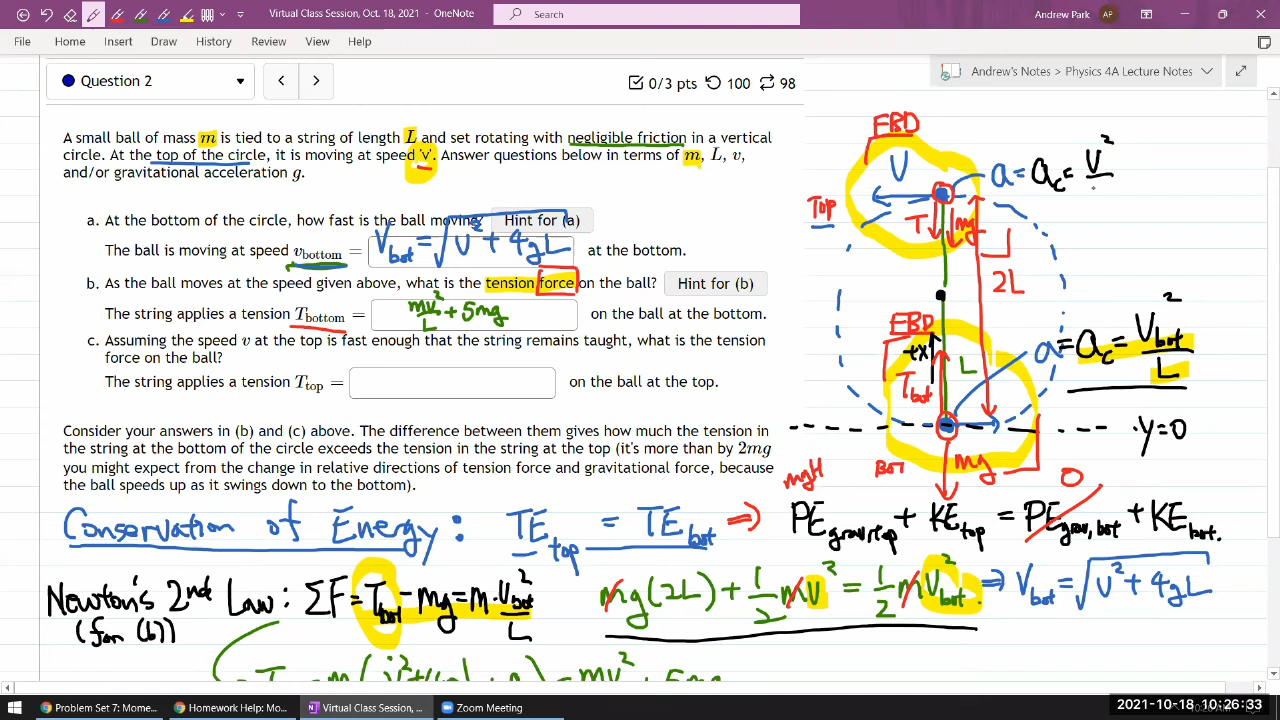 Virtual Class Session, Oct. 18, 2021 - OneNote
Search
Andrew Park
AP
File Home Insert Draw History Review View Help
Question 2
0/3 pts 100 98
Andrew's Notes > Physics 4A Lecture Notes
A small ball of mass m is tied to a string of length L and set rotating with negligible friction in a vertical
circle. At the top of the circle, it is moving at speed 'v'. Answer questions below in terms of m, L, v,
and/or gravitational acceleration g.
a. At the bottom of the circle, how fast is the ball moving? Hint for (a)
The ball is moving at speed v_bottom = V_bot = √(v² + 4gL) at the bottom.
b. As the ball moves at the speed given above, what is the tension force on the ball? Hint for (b)
The string applies a tension T_bottom = mv²/L + 5mg on the ball at the bottom.
c. Assuming the speed v at the top is fast enough that the string remains taught, what is the tension
force on the ball?
The string applies a tension T_top = on the ball at the top.
Consider your answers in (b) and (c) above. The difference between them gives how much the tension in
the string at the bottom of the circle exceeds the tension in the string at the top (it's more than by 2mg
you might expect from the change in relative directions of tension force and gravitational force, because
the ball speeds up as it swings down to the bottom).
FBD
V
a = a_c = V²
Top
T
mg
2L
FBD
+x
L
T_bot
a = a_c = V_bot²/L
y=0
Bot
mg
mgH
0
Conservation of Energy: TE_top = TE_bot ⇒ PE_grav,top + KE_top = PE_grav,bot + KE_bot.
mg(2L) + 1/2 mv² = 1/2 mV_bot². ⇒ V_bot = √(v² + 4gL)
Newton's 2nd Law: ΣF = T_bot - mg = m·V_bot²/L
(for (b))
Problem Set 7: Mome...
Homework Help: Mo...
Virtual Class Session...
Zoom Meeting
2021-10-18 10:26:33